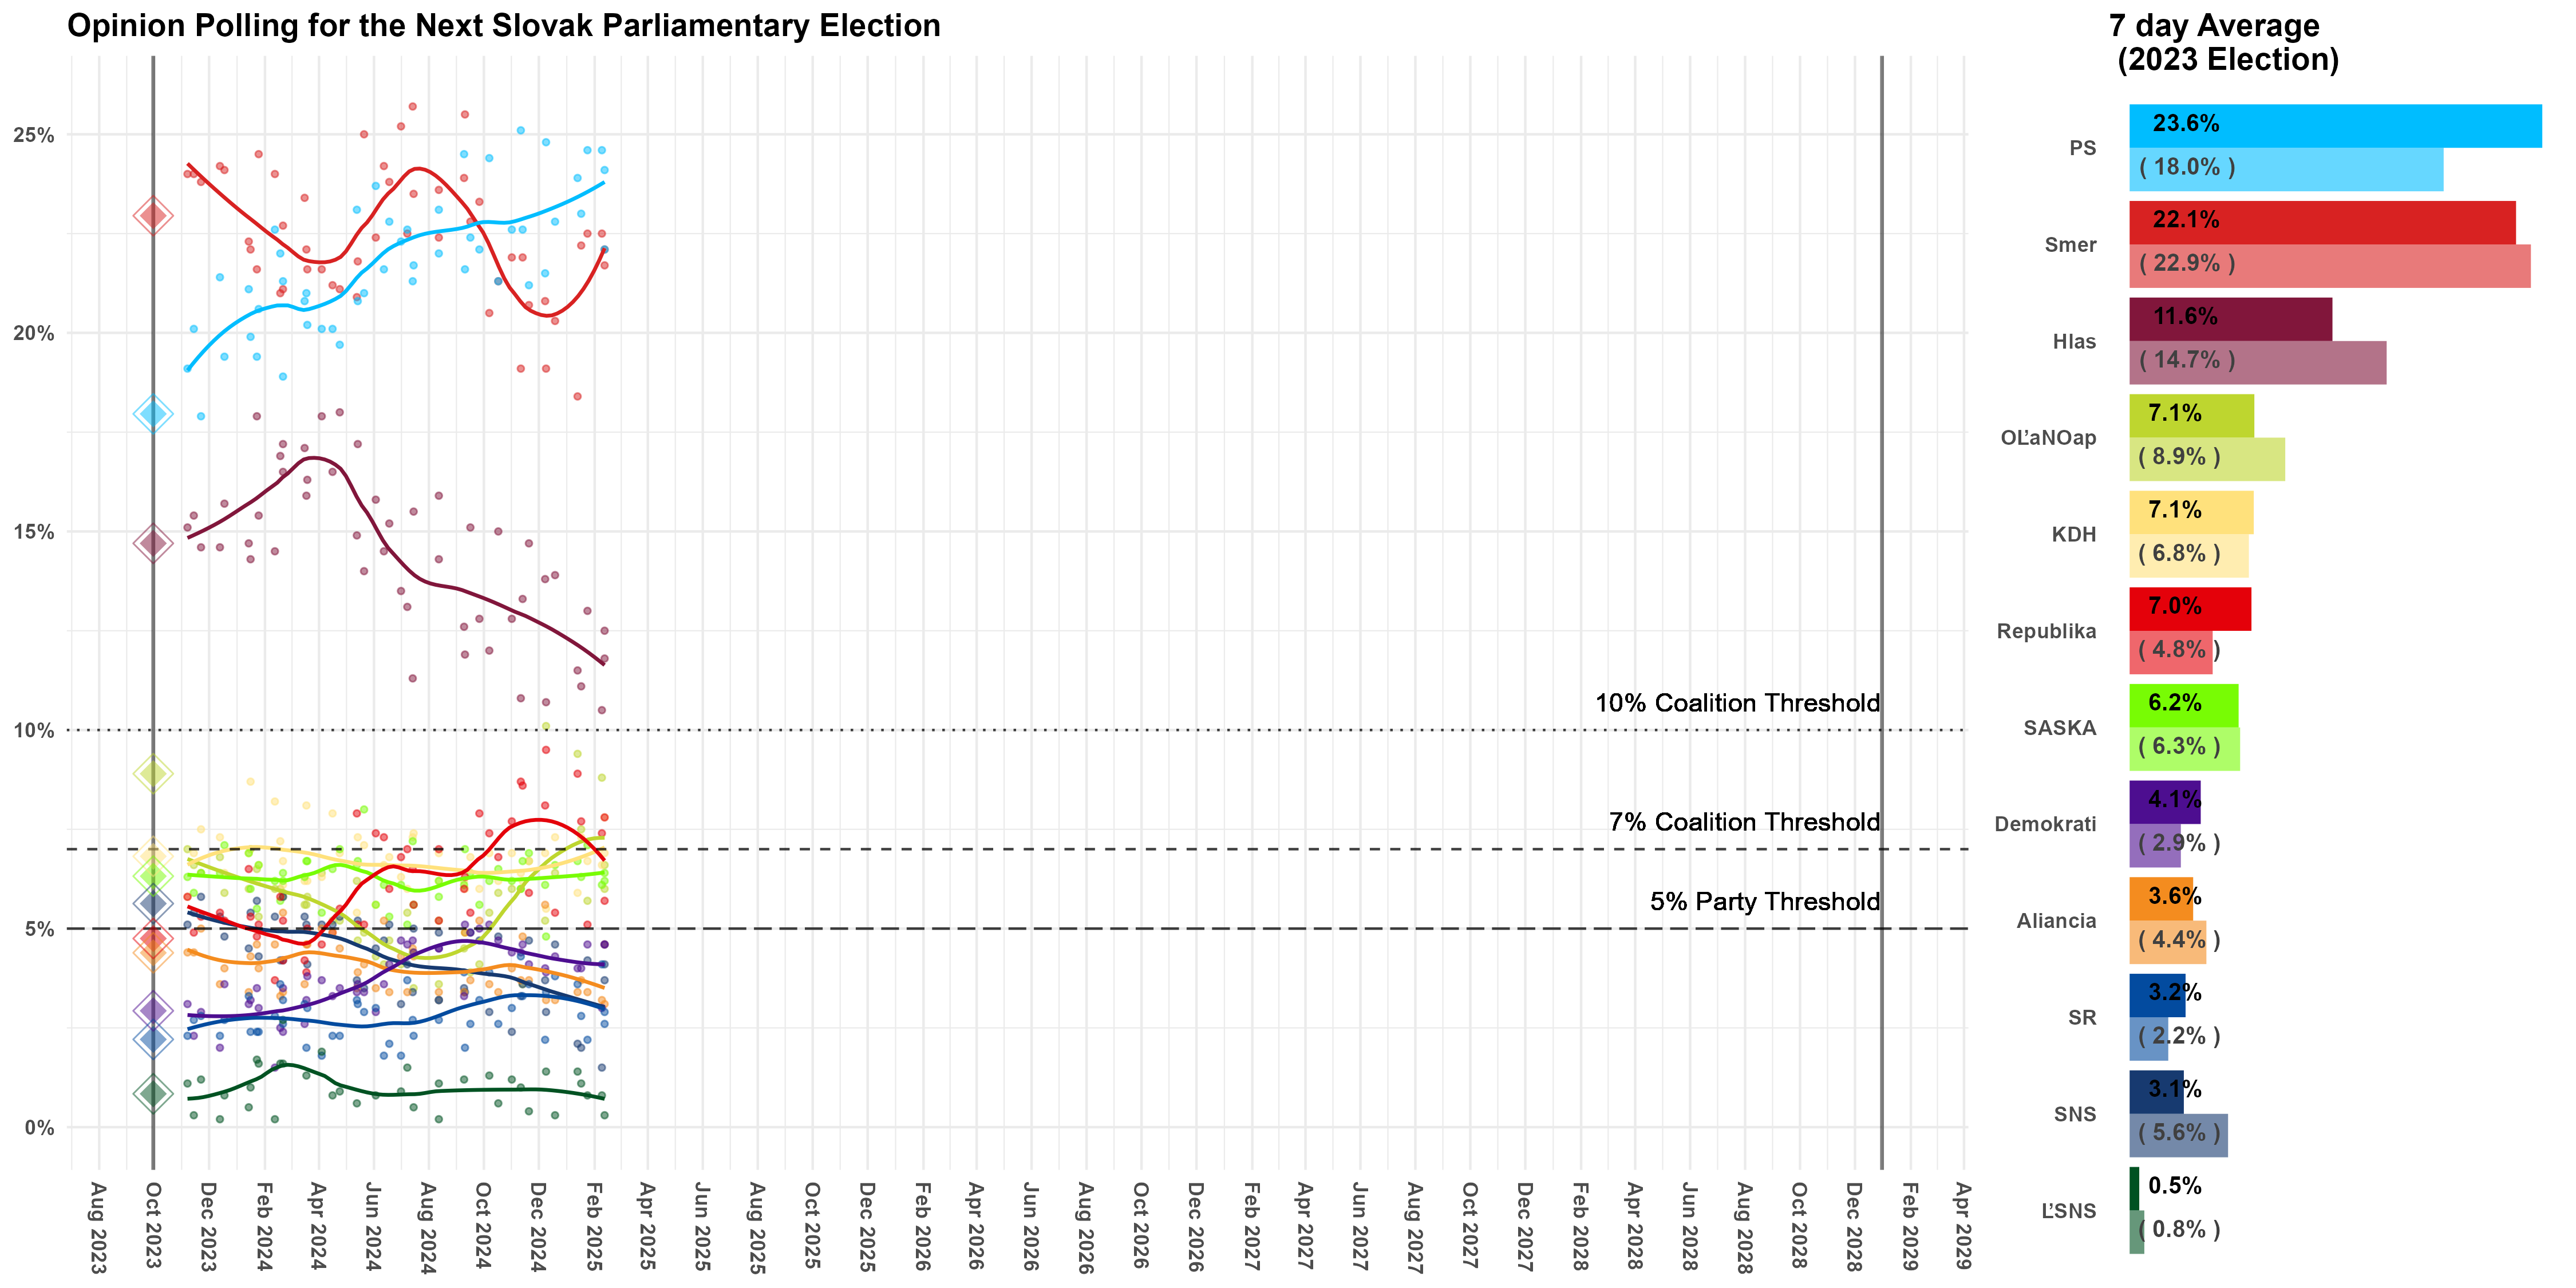 Opinion Polling for the Next Slovak Parliamentary Election
7 day Average
(2023 Election)
25%
20%
15%
10%
5%
0%
10% Coalition Threshold
7% Coalition Threshold
5% Party Threshold
Aug 2023
Oct 2023
Dec 2023
Feb 2024
Apr 2024
Jun 2024
Aug 2024
Oct 2024
Dec 2024
Feb 2025
Apr 2025
Jun 2025
Aug 2025
Oct 2025
Dec 2025
Feb 2026
Apr 2026
Jun 2026
Aug 2026
Oct 2026
Dec 2026
Feb 2027
Apr 2027
Jun 2027
Aug 2027
Oct 2027
Dec 2027
Feb 2028
Apr 2028
Jun 2028
Aug 2028
Oct 2028
Dec 2028
Feb 2029
Apr 2029
PS
23.6%
( 18.0% )
Smer
22.1%
( 22.9% )
Hlas
11.6%
( 14.7% )
OĽaNOap
7.1%
( 8.9% )
KDH
7.1%
( 6.8% )
Republika
7.0%
( 4.8% )
SASKA
6.2%
( 6.3% )
Demokrati
4.1%
( 2.9% )
Aliancia
3.6%
( 4.4% )
SR
3.2%
( 2.2% )
SNS
3.1%
( 5.6% )
ĽSNS
0.5%
( 0.8% )